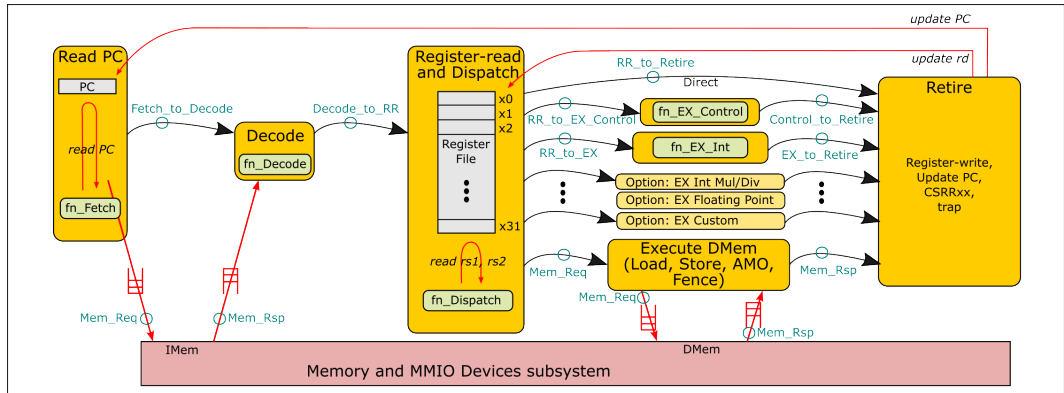 update PC
update rd
Read PC
PC
read PC
fn_Fetch
Fetch_to_Decode
Decode
fn_Decode
Decode_to_RR
Register-read
and Dispatch
x0
x1
x2
Register
File
x31
read rs1, rs2
fn_Dispatch
RR_to_Retire
Direct
RR_to_EX_Control
fn_EX_Control
Control_to_Retire
RR_to_EX
fn_EX_Int
EX_to_Retire
Option: EX Int Mul/Div
Option: EX Floating Point
Option: EX Custom
Mem_Req
Execute DMem
(Load, Store, AMO,
Fence)
Mem_Rsp
Retire
Register-write,
Update PC,
CSRRxx,
trap
Mem_Req
Mem_Rsp
Mem_Req
Mem_Rsp
IMem
DMem
Memory and MMIO Devices subsystem